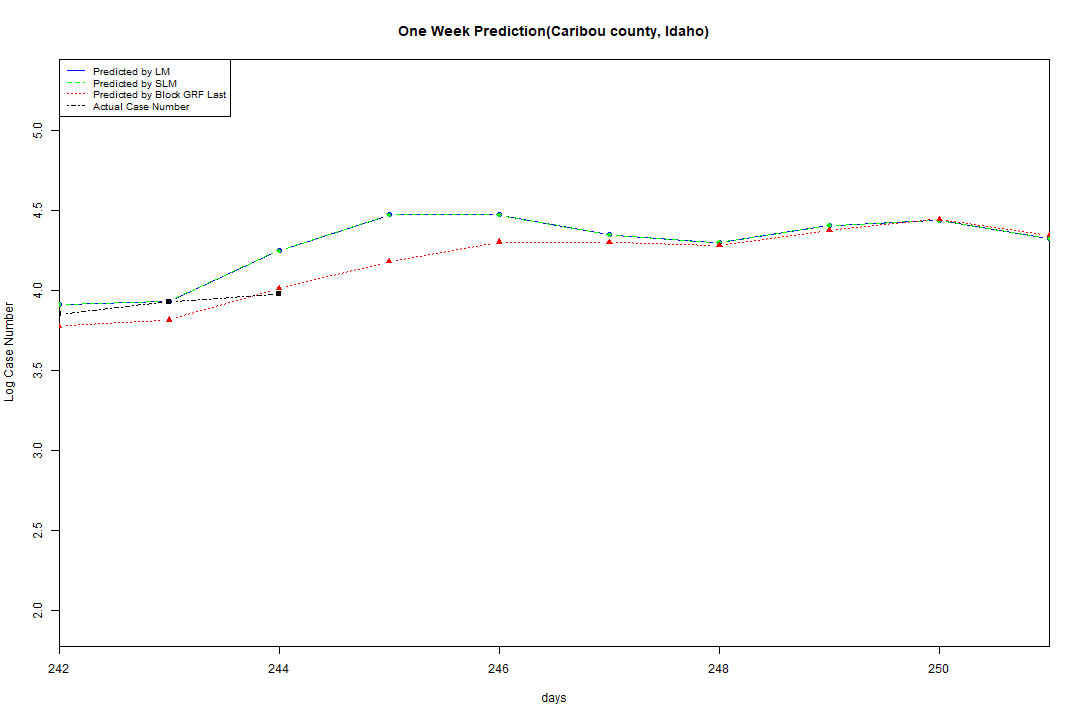 One Week Prediction(Caribou county, Idaho)
Predicted by LM
Predicted by SLM
Predicted by Block GRF Last
Actual Case Number
5.0
4.5
4.0
3.5
3.0
2.5
2.0
Log Case Number
242
244
246
248
250
days